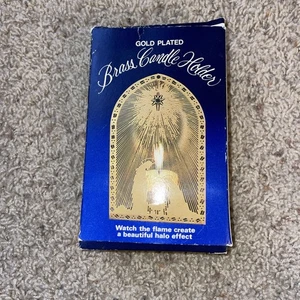 GOLD PLATED
Brass Candle Holder
Watch the flame create
a beautiful halo effect